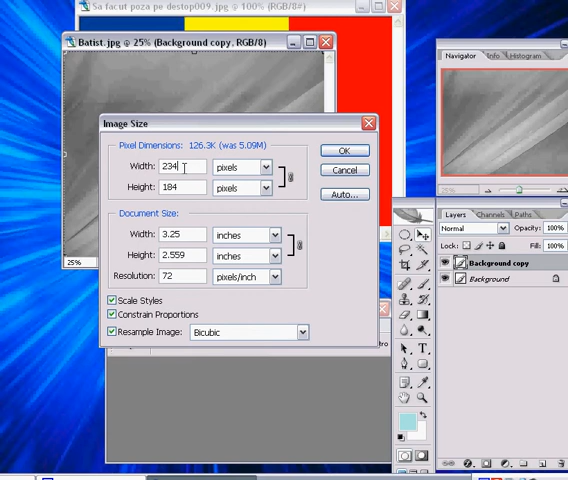 Sa facut poza pe destop009.jpg @ 100% (RGB/8#)
Batist.jpg @ 25% (Background copy, RGB/8)
Navigator Info Histogram
Image Size
Pixel Dimensions: 126.3K (was 5.09M)
Width: 234 pixels
Height: 184 pixels
OK
Cancel
Auto...
Document Size:
Width: 3.25 inches
Height: 2.559 inches
Resolution: 72 pixels/inch
Scale Styles
Constrain Proportions
Resample Image: Bicubic
25%
25%
Layers Channels Paths
Normal Opacity: 100%
Lock: Fill: 100%
Background copy
Background
T